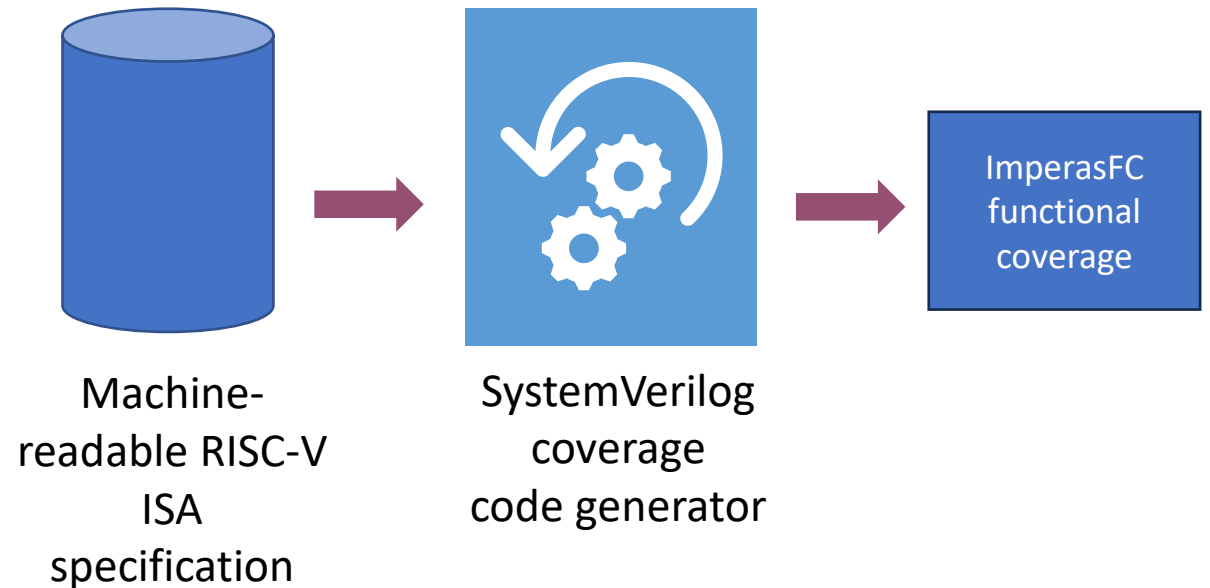 Machine-
readable RISC-V
ISA
specification
SystemVerilog
coverage
code generator
ImperasFC
functional
coverage